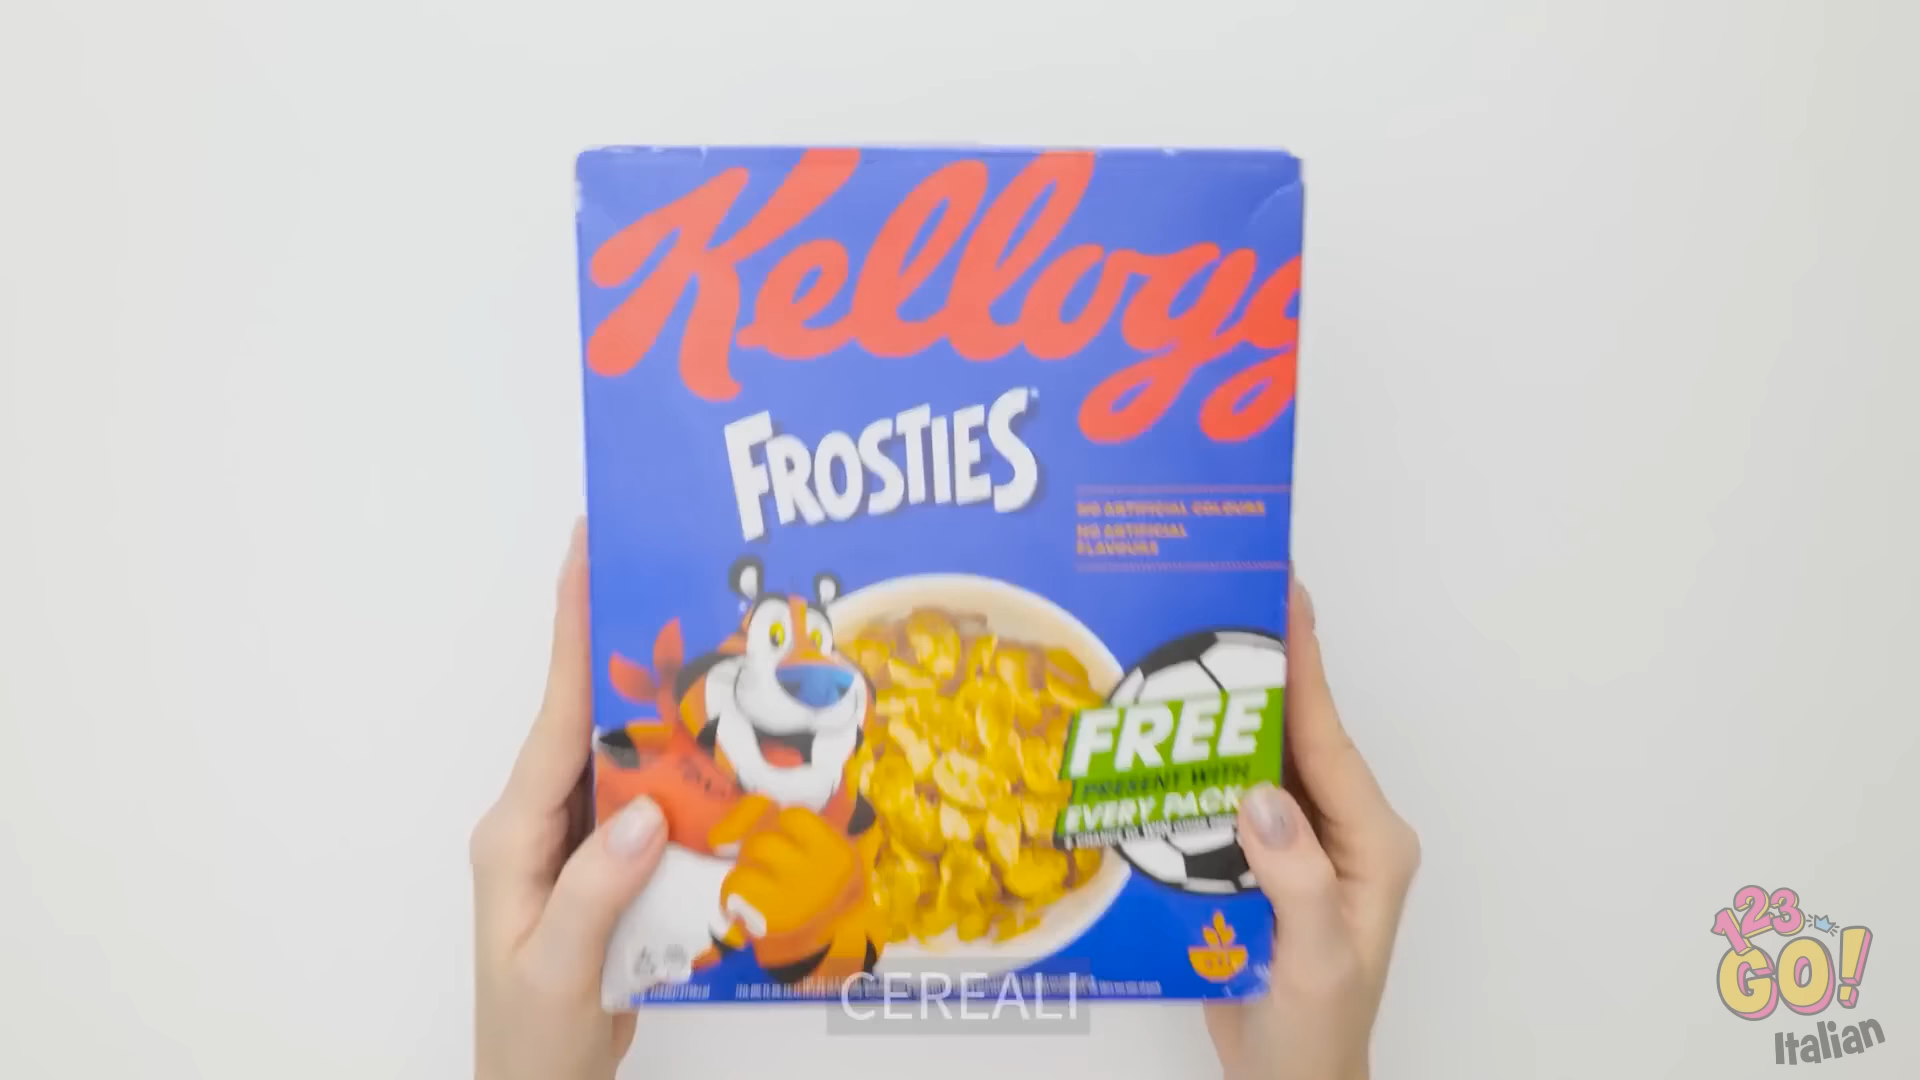 Kellogg
FROSTIES
NO ARTIFICIAL COLOURS
NO ARTIFICIAL
FLAVOURS
FREE
PRESENT WITH
EVERY PACK
CEREALI
123
GO!
Italian